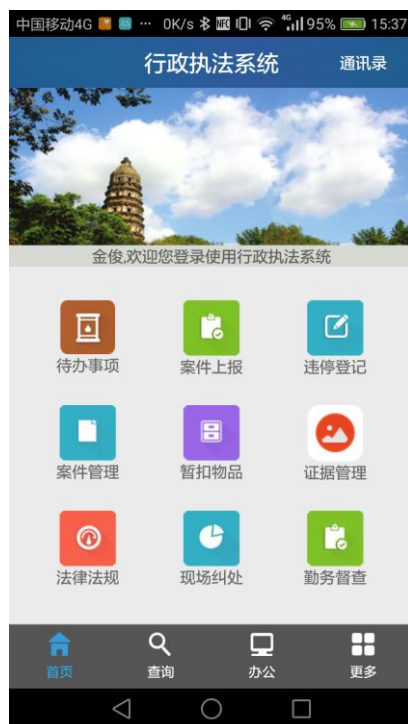 中国移动4G ... 0K/s NFC 4G 95% 15:37
行政执法系统 通讯录
金俊,欢迎您登录使用行政执法系统
待办事项 案件上报 违停登记
案件管理 暂扣物品 证据管理
法律法规 现场纠处 勤务督查
首页 查询 办公 更多